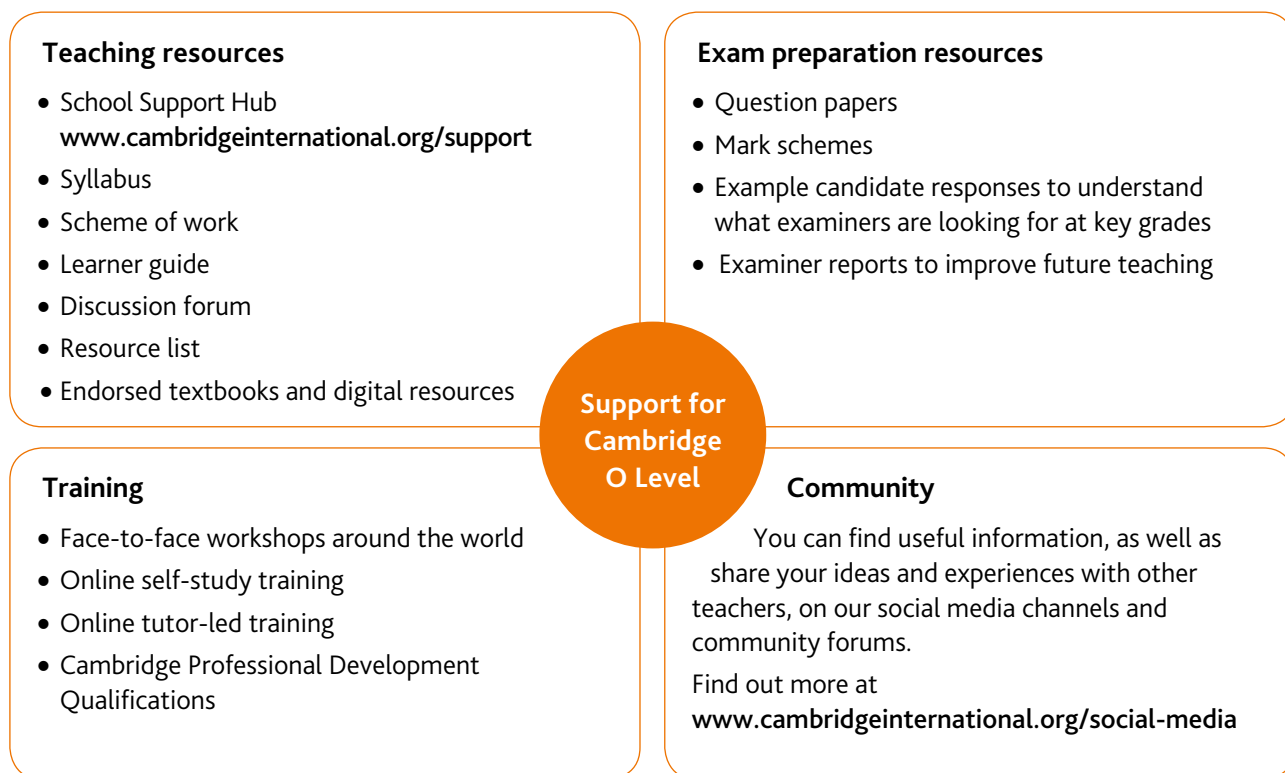 Teaching resources
• School Support Hub
www.cambridgeinternational.org/support
• Syllabus
• Scheme of work
• Learner guide
• Discussion forum
• Resource list
• Endorsed textbooks and digital resources
Exam preparation resources
• Question papers
• Mark schemes
• Example candidate responses to understand
what examiners are looking for at key grades
• Examiner reports to improve future teaching
Support for
Cambridge
O Level
Training
• Face-to-face workshops around the world
• Online self-study training
• Online tutor-led training
• Cambridge Professional Development
Qualifications
Community
You can find useful information, as well as
share your ideas and experiences with other
teachers, on our social media channels and
community forums.
Find out more at
www.cambridgeinternational.org/social-media